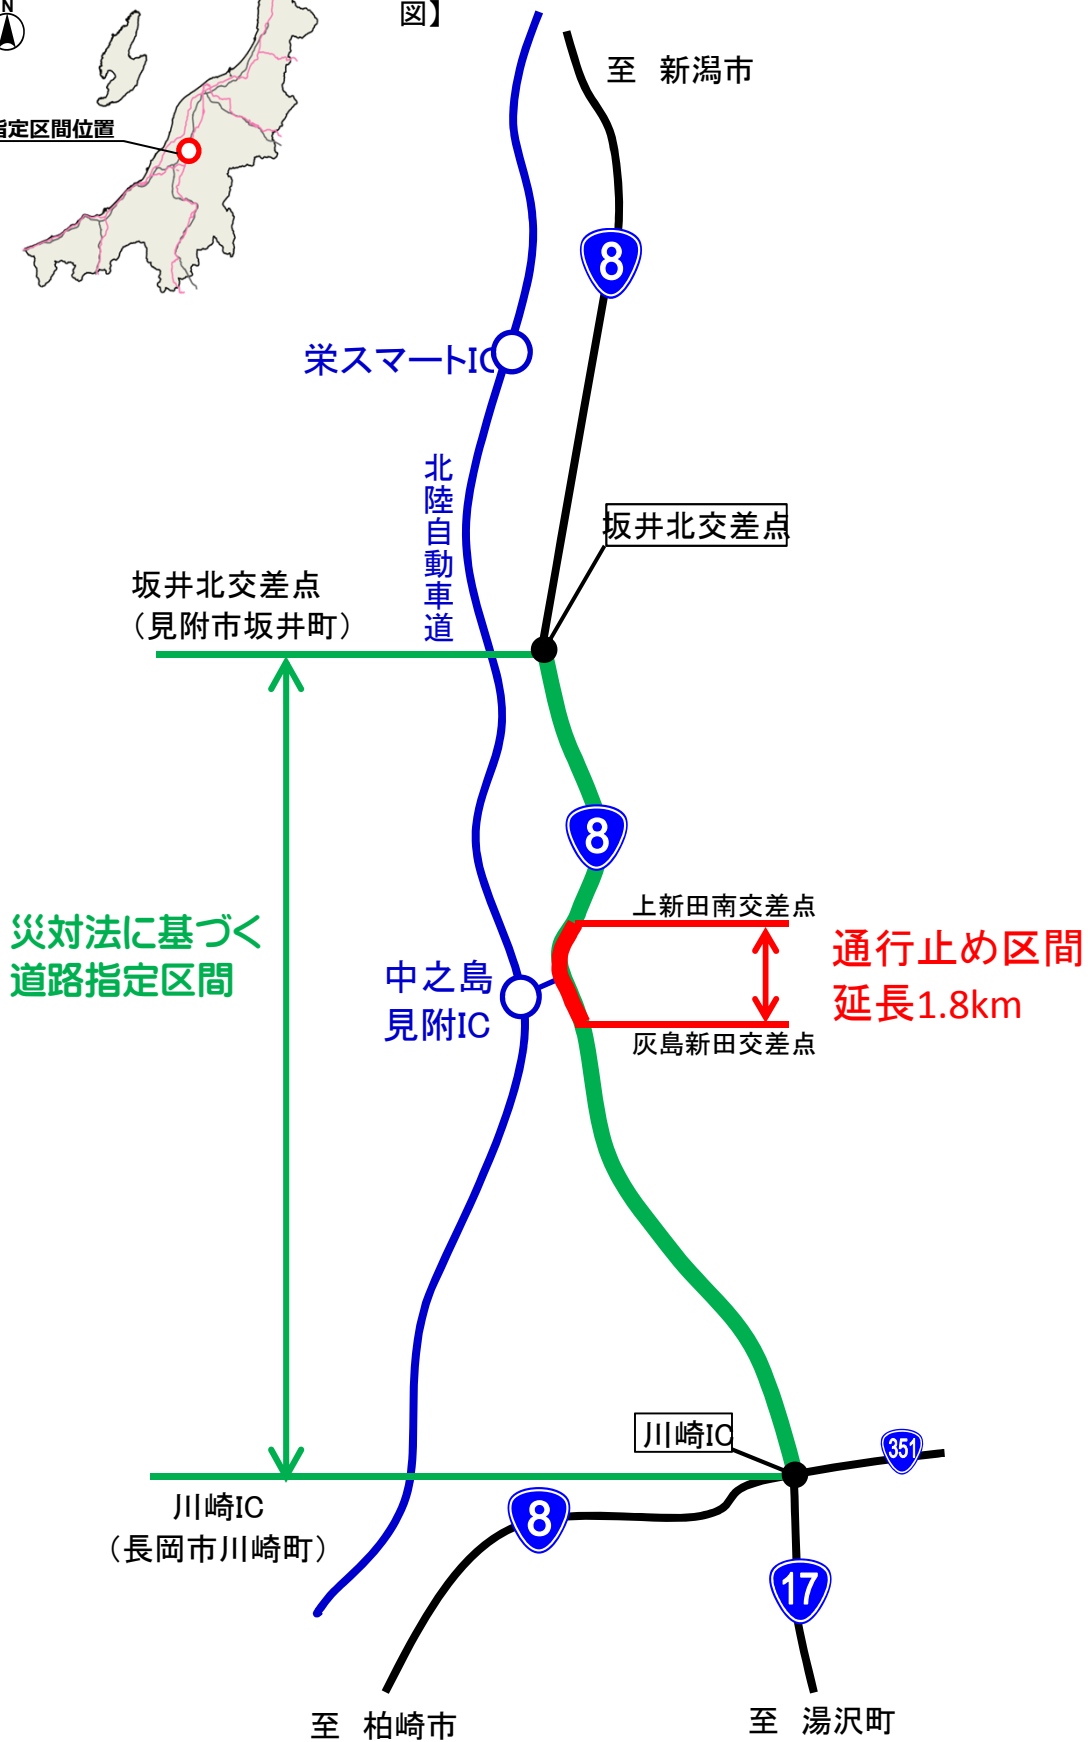 N
図】
至 新潟市
指定区間位置
8
栄スマートIC
北陸自動車道
坂井北交差点
坂井北交差点
（見附市坂井町）
8
災対法に基づく
道路指定区間
上新田南交差点
通行止め区間
延長1.8km
中之島
見附IC
灰島新田交差点
川崎IC
351
川崎IC
（長岡市川崎町）
8
17
至 柏崎市
至 湯沢町